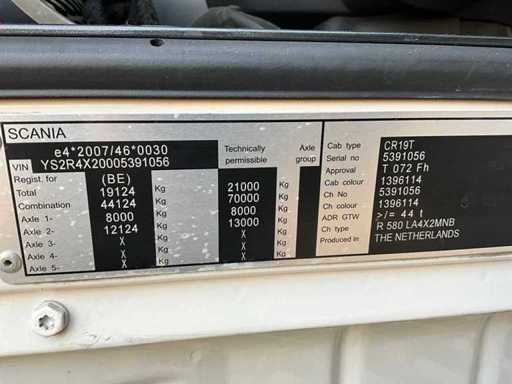 SCANIA
e4*2007/46*0030
VIN YS2R4X20005391056
Regist. for (BE) Technically permissible Axle group
Total 19124 Kg 21000 Kg
Combination 44124 Kg 70000 Kg
Axle 1- 8000 Kg 8000 Kg
Axle 2- 12124 Kg 13000 Kg
Axle 3- X Kg X Kg
Axle 4- X Kg X Kg
Axle 5- X Kg X Kg
Cab type CR19T
Serial no 5391056
Approval T 072 Fh
Cab colour 1396114
Ch No 5391056
Ch colour 1396114
ADR GTW >/= 44 t
Ch type R 580 LA4X2MNB
THE NETHERLANDS